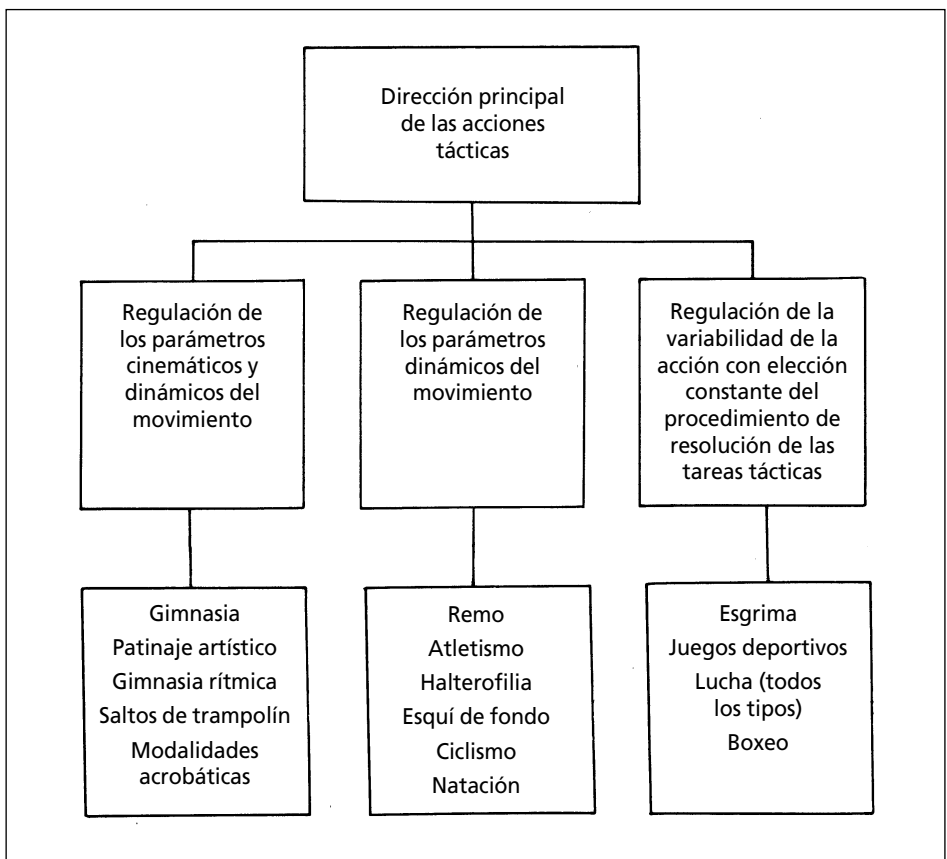 Dirección principal
de las acciones
tácticas
Regulación de
los parámetros
cinemáticos y
dinámicos del
movimiento
Regulación de
los parámetros
dinámicos del
movimiento
Regulación de la
variabilidad de la
acción con elección
constante del
procedimiento de
resolución de las
tareas tácticas
Gimnasia
Patinaje artístico
Gimnasia rítmica
Saltos de trampolín
Modalidades
acrobáticas
Remo
Atletismo
Halterofilia
Esquí de fondo
Ciclismo
Natación
Esgrima
Juegos deportivos
Lucha (todos
los tipos)
Boxeo